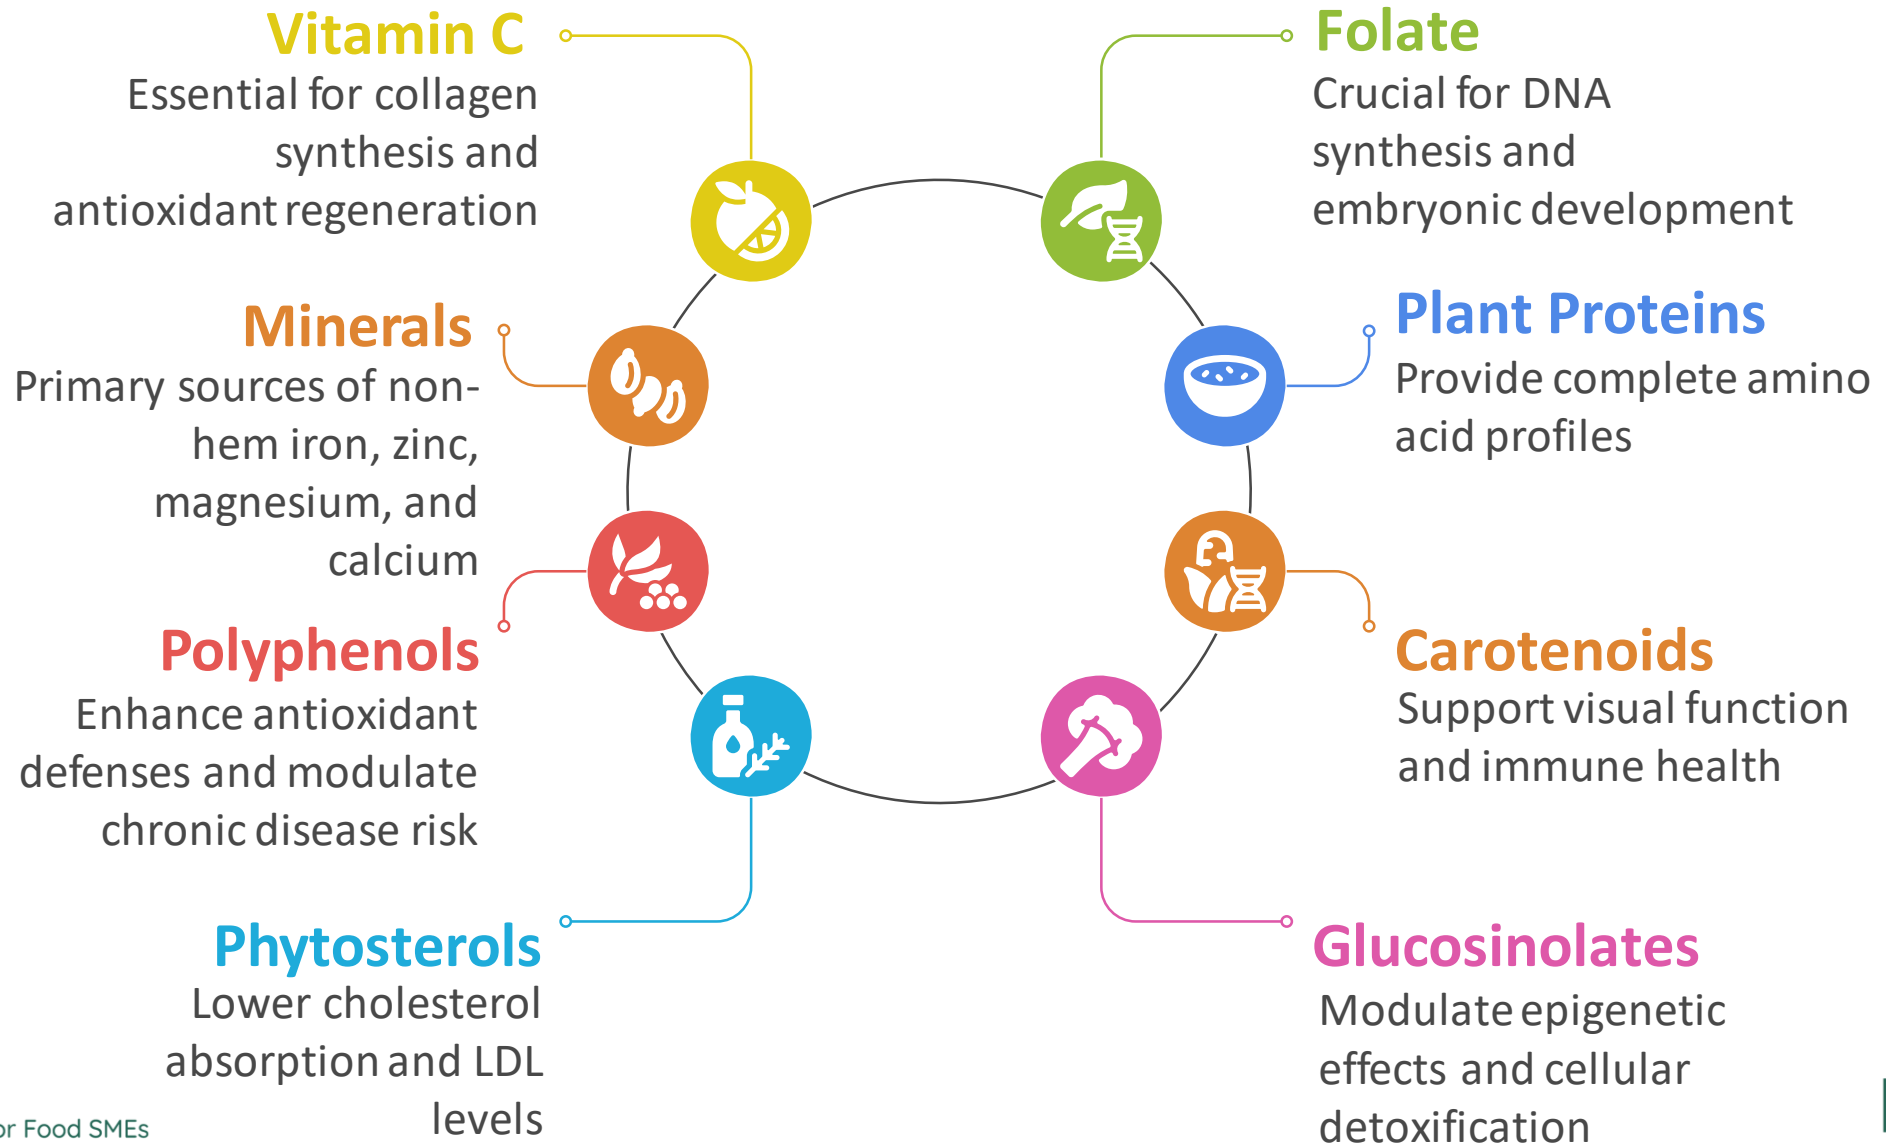 Vitamin C
Essential for collagen
synthesis and
antioxidant regeneration
Minerals
Primary sources of non-
hem iron, zinc,
magnesium, and
calcium
Polyphenols
Enhance antioxidant
defenses and modulate
chronic disease risk
Phytosterols
Lower cholesterol
absorption and LDL
levels
Folate
Crucial for DNA
synthesis and
embryonic development
Plant Proteins
Provide complete amino
acid profiles
Carotenoids
Support visual function
and immune health
Glucosinolates
Modulate epigenetic
effects and cellular
detoxification
or Food SMEs